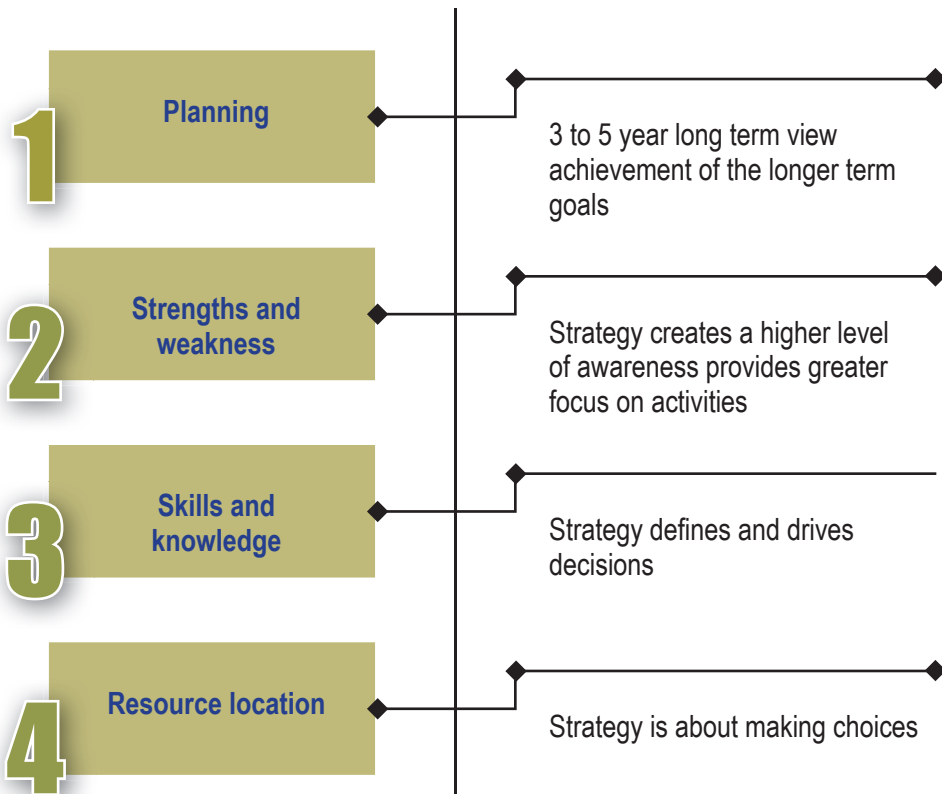 1
Planning
3 to 5 year long term view
achievement of the longer term
goals
2
Strengths and
weakness
Strategy creates a higher level
of awareness provides greater
focus on activities
3
Skills and
knowledge
Strategy defines and drives
decisions
4
Resource location
Strategy is about making choices